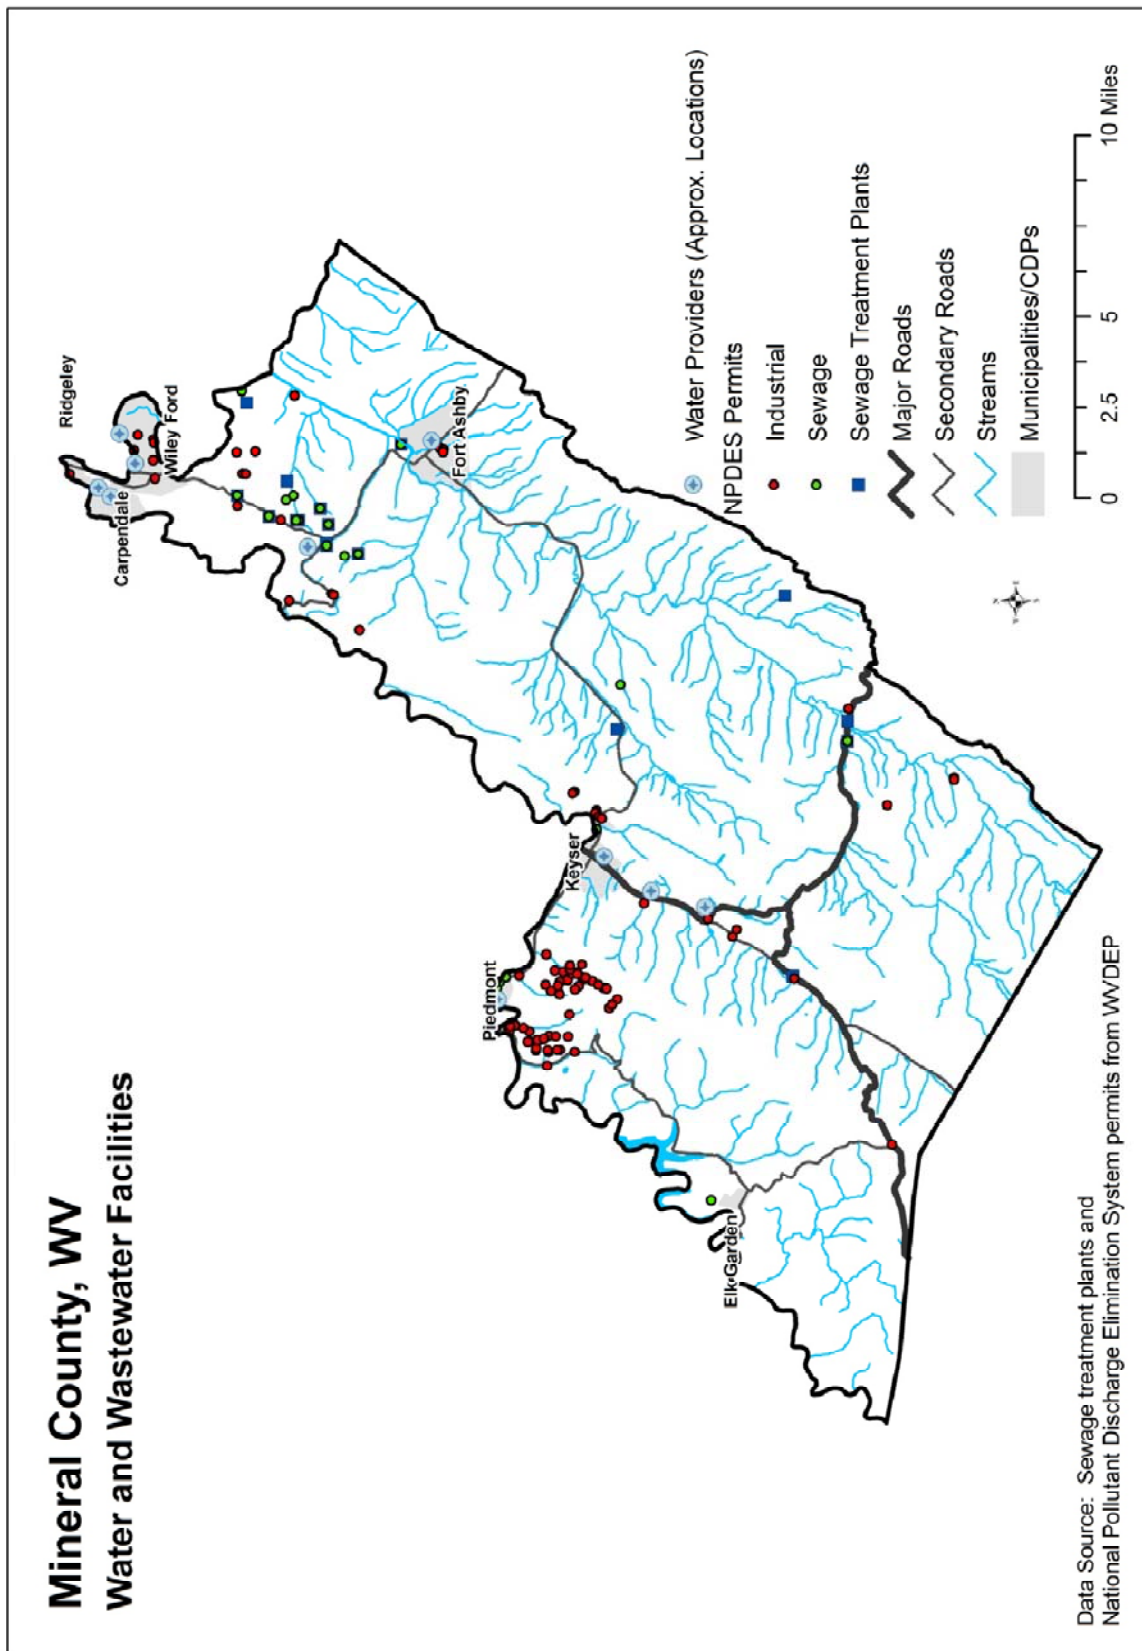 Mineral County, WV
Water and Wastewater Facilities
Ridgeley
Carpendale
Wiley Ford
Fort Ashby
Keyser
Piedmont
Elk Garden
Water Providers (Approx. Locations)
NPDES Permits
Industrial
Sewage
Sewage Treatment Plants
Major Roads
Secondary Roads
Streams
Municipalities/CDPs
0 2.5 5 10 Miles
Data Source: Sewage treatment plants and
National Pollutant Discharge Elimination System permits from WVDEP